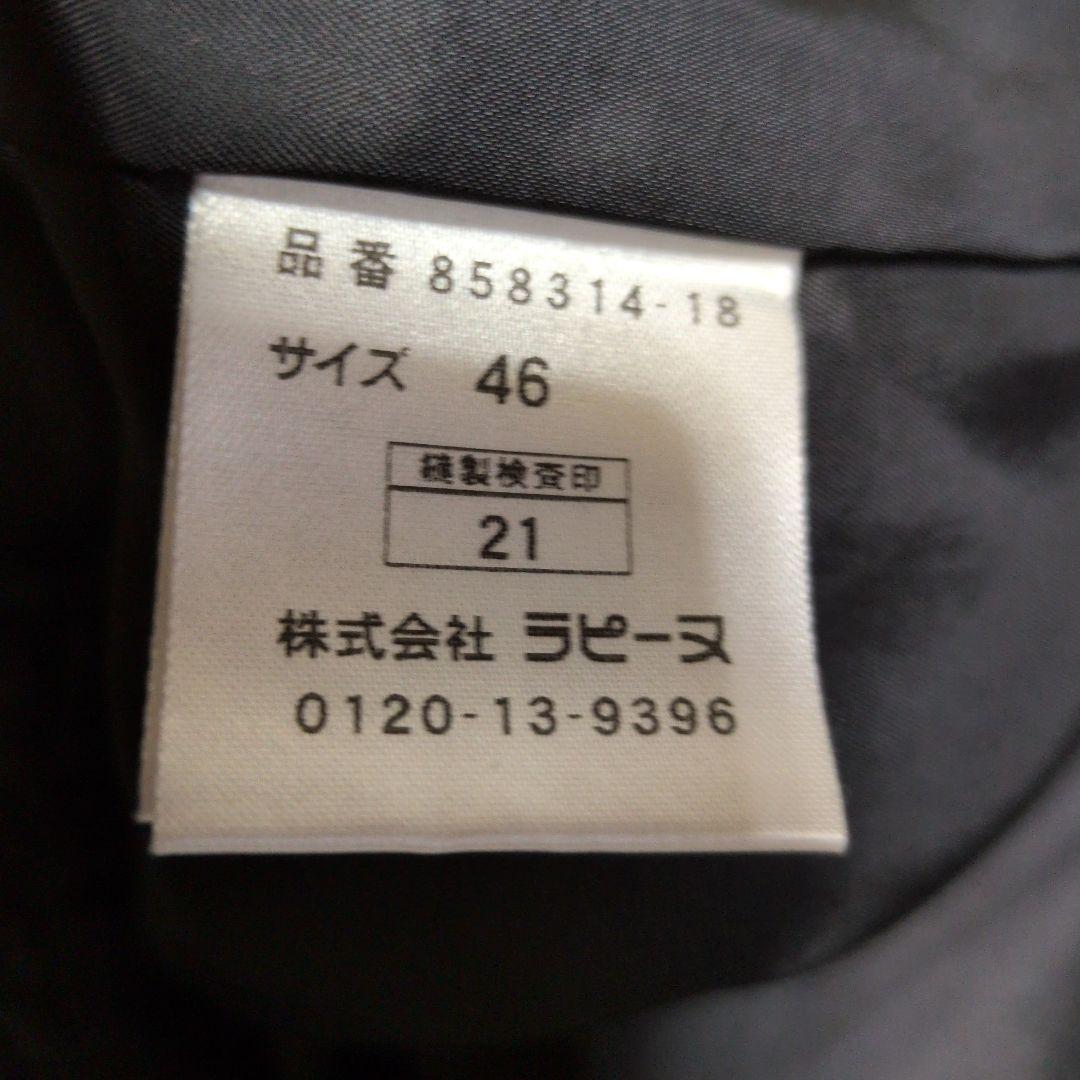 品番 858314-18
サイズ 46
縫製検査印
21
株式会社 ラピーヌ
0120-13-9396